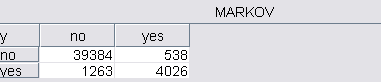 MARKOV
y no yes
no 39384 538
yes 1263 4026